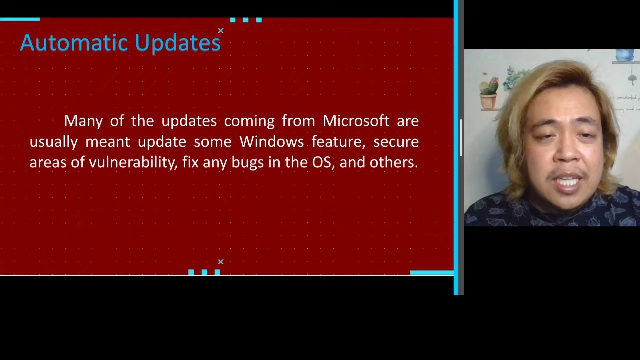 Automatic Updates
Many of the updates coming from Microsoft are
usually meant update some Windows feature, secure
areas of vulnerability, fix any bugs in the OS, and others.